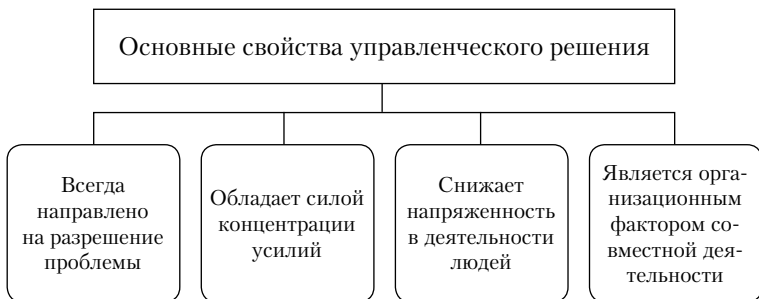 Основные свойства управленческого решения
Всегда
направлено
на разрешение
проблемы
Обладает силой
концентрации
усилий
Снижает
напряженность
в деятельности
людей
Является орга-
низационным
фактором со-
вместной дея-
тельности